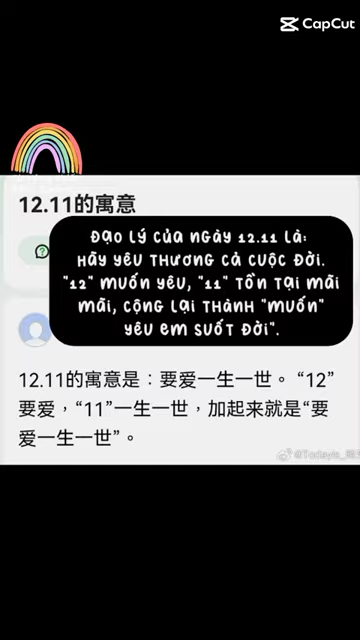 CapCut
12.11的寓意
ĐẠO LÝ CỦA NGÀY 12.11 LÀ:
HÃY YÊU THƯƠNG CẢ CUỘC ĐỜI.
"12" MUỐN YÊU, "11" TỒN TẠI MÃI
MÃI, CỘNG LẠI THÀNH "MUỐN"
YÊU EM SUỐT ĐỜI".
12.11的寓意是：要爱一生一世。 “12”
要爱，“11”一生一世，加起来就是“要
爱一生一世”。